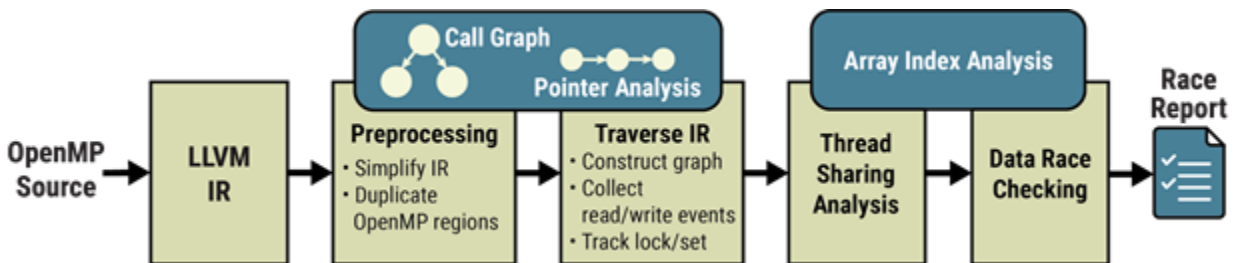 Call Graph
Pointer Analysis
Array Index Analysis
OpenMP
Source
LLVM
IR
Preprocessing
• Simplify IR
• Duplicate
OpenMP regions
Traverse IR
• Construct graph
• Collect
read/write events
• Track lock/set
Thread
Sharing
Analysis
Data Race
Checking
Race
Report